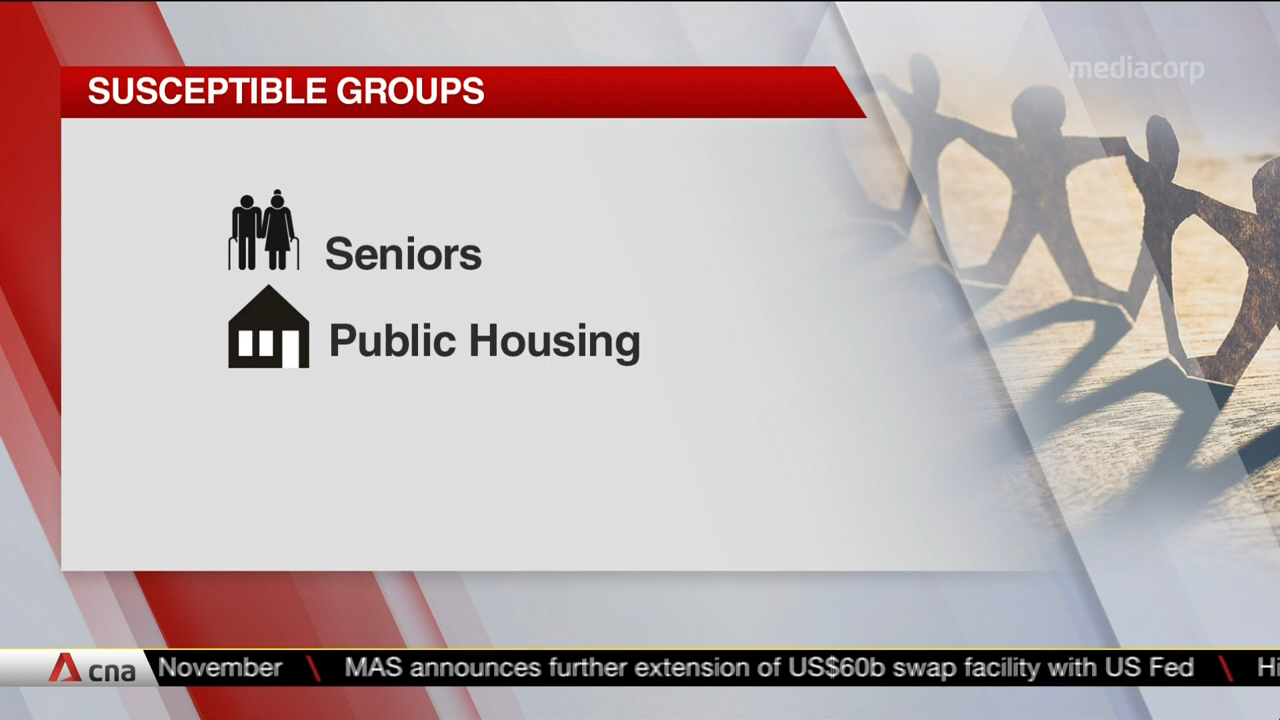 mediacorp
SUSCEPTIBLE GROUPS
Seniors
Public Housing
cna November \ MAS announces further extension of US$60b swap facility with US Fed \ Hi